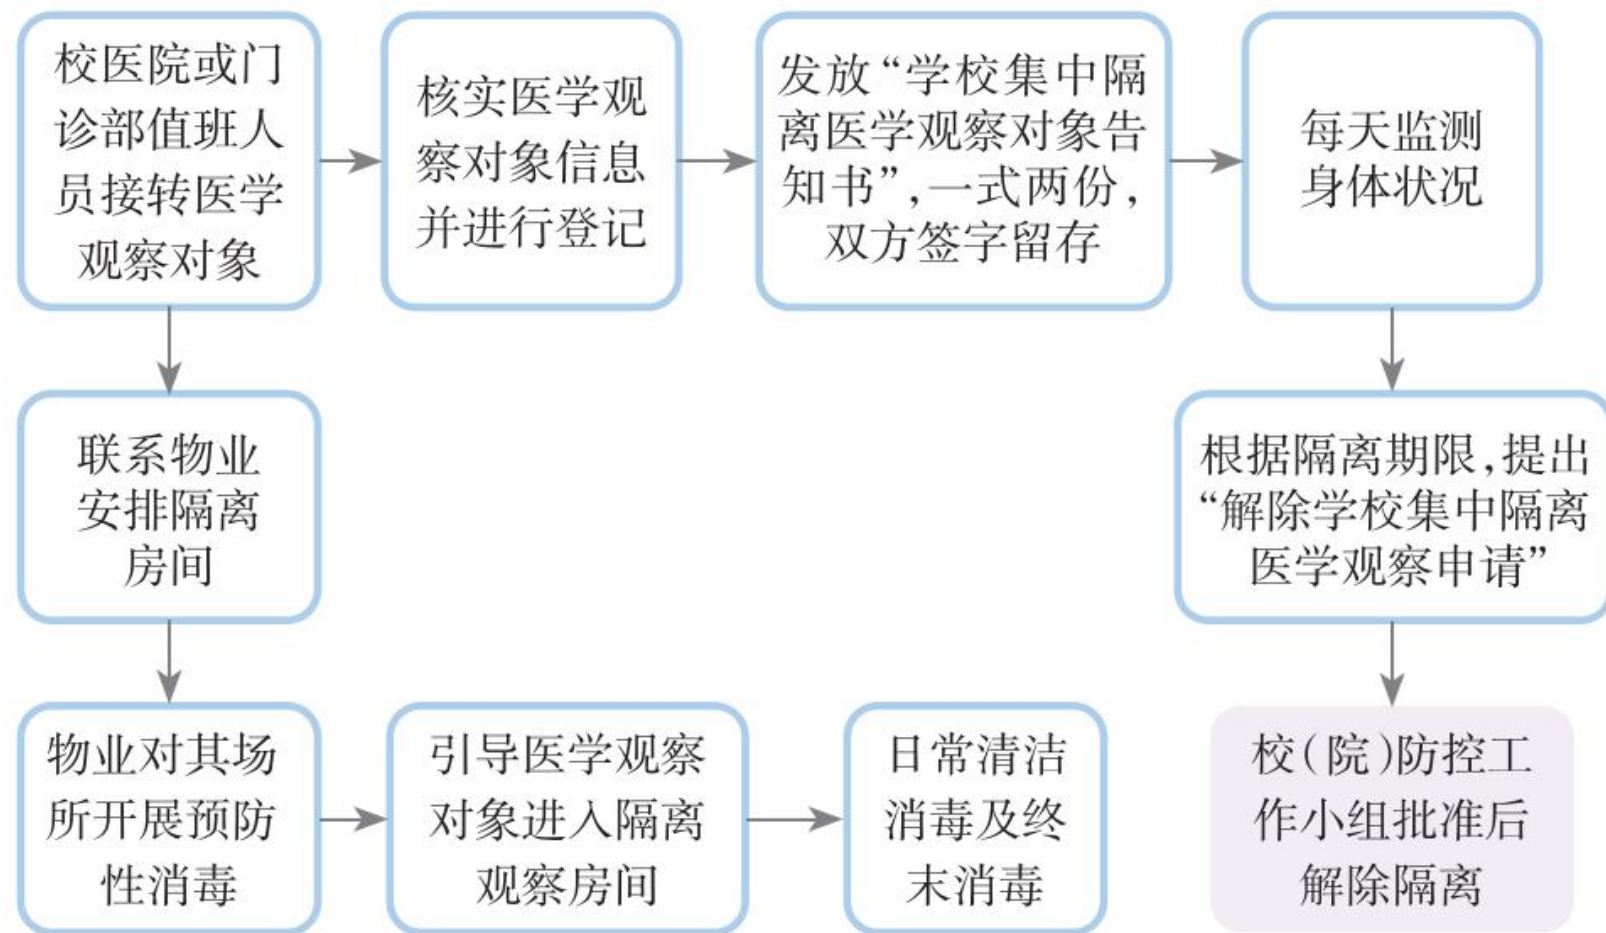 校医院或门
诊部值班人
员接转医学
观察对象
核实医学观
察对象信息
并进行登记
发放“学校集中隔
离医学观察对象告
知书”,一式两份,
双方签字留存
每天监测
身体状况
联系物业
安排隔离
房间
根据隔离期限,提出
“解除学校集中隔离
医学观察申请”
物业对其场
所开展预防
性消毒
引导医学观察
对象进入隔离
观察房间
日常清洁
消毒及终
末消毒
校(院)防控工
作小组批准后
解除隔离